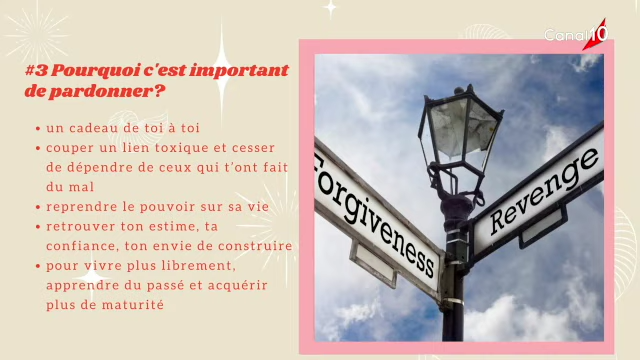 Canal10
#3 Pourquoi c'est important
de pardonner?
• un cadeau de toi à toi
• couper un lien toxique et cesser
de dépendre de ceux qui t'ont fait
du mal
• reprendre le pouvoir sur sa vie
• retrouver ton estime, ta
confiance, ton envie de construire
• pour vivre plus librement,
apprendre du passé et acquérir
plus de maturité
Forgiveness
Revenge